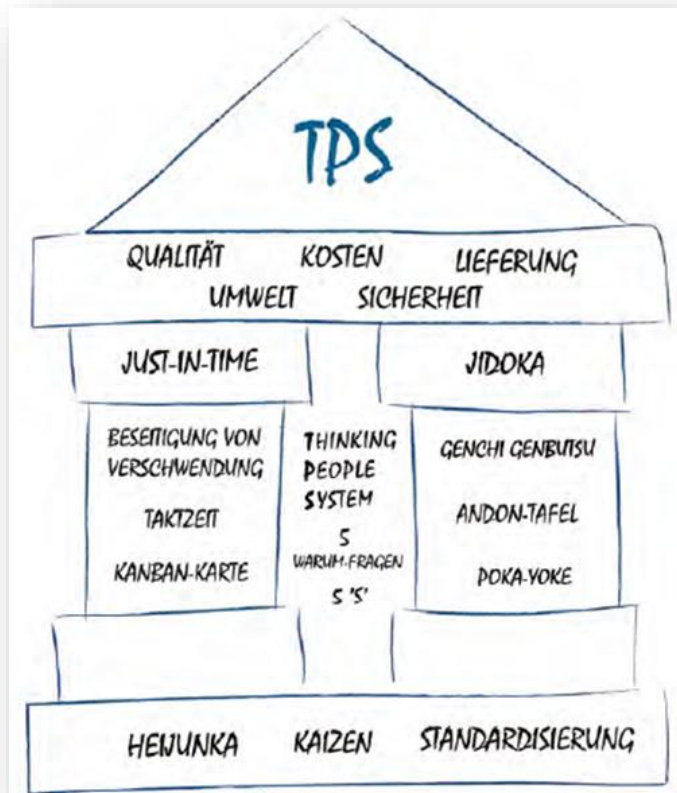 TPS
QUALITÄT KOSTEN LIEFERUNG
UMWELT SICHERHEIT
JUST-IN-TIME
JIDOKA
BESEITIGUNG VON
VERSCHWENDUNG
TAKTZEIT
KANBAN-KARTE
THINKING
PEOPLE
SYSTEM
5
WARUM-FRAGEN
5 'S'
GENCHI GENBUTSU
ANDON-TAFEL
POKA-YOKE
HEIJUNKA KAIZEN STANDARDISIERUNG